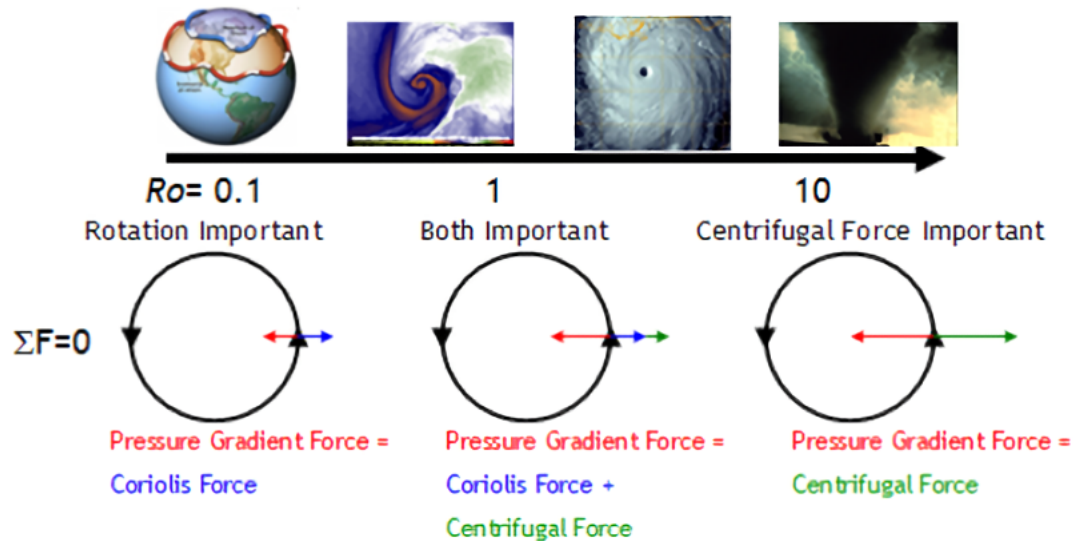 Ro= 0.1 1 10
Rotation Important Both Important Centrifugal Force Important
ΣF=0
Pressure Gradient Force = Pressure Gradient Force = Pressure Gradient Force =
Coriolis Force Coriolis Force + Centrifugal Force
Centrifugal Force